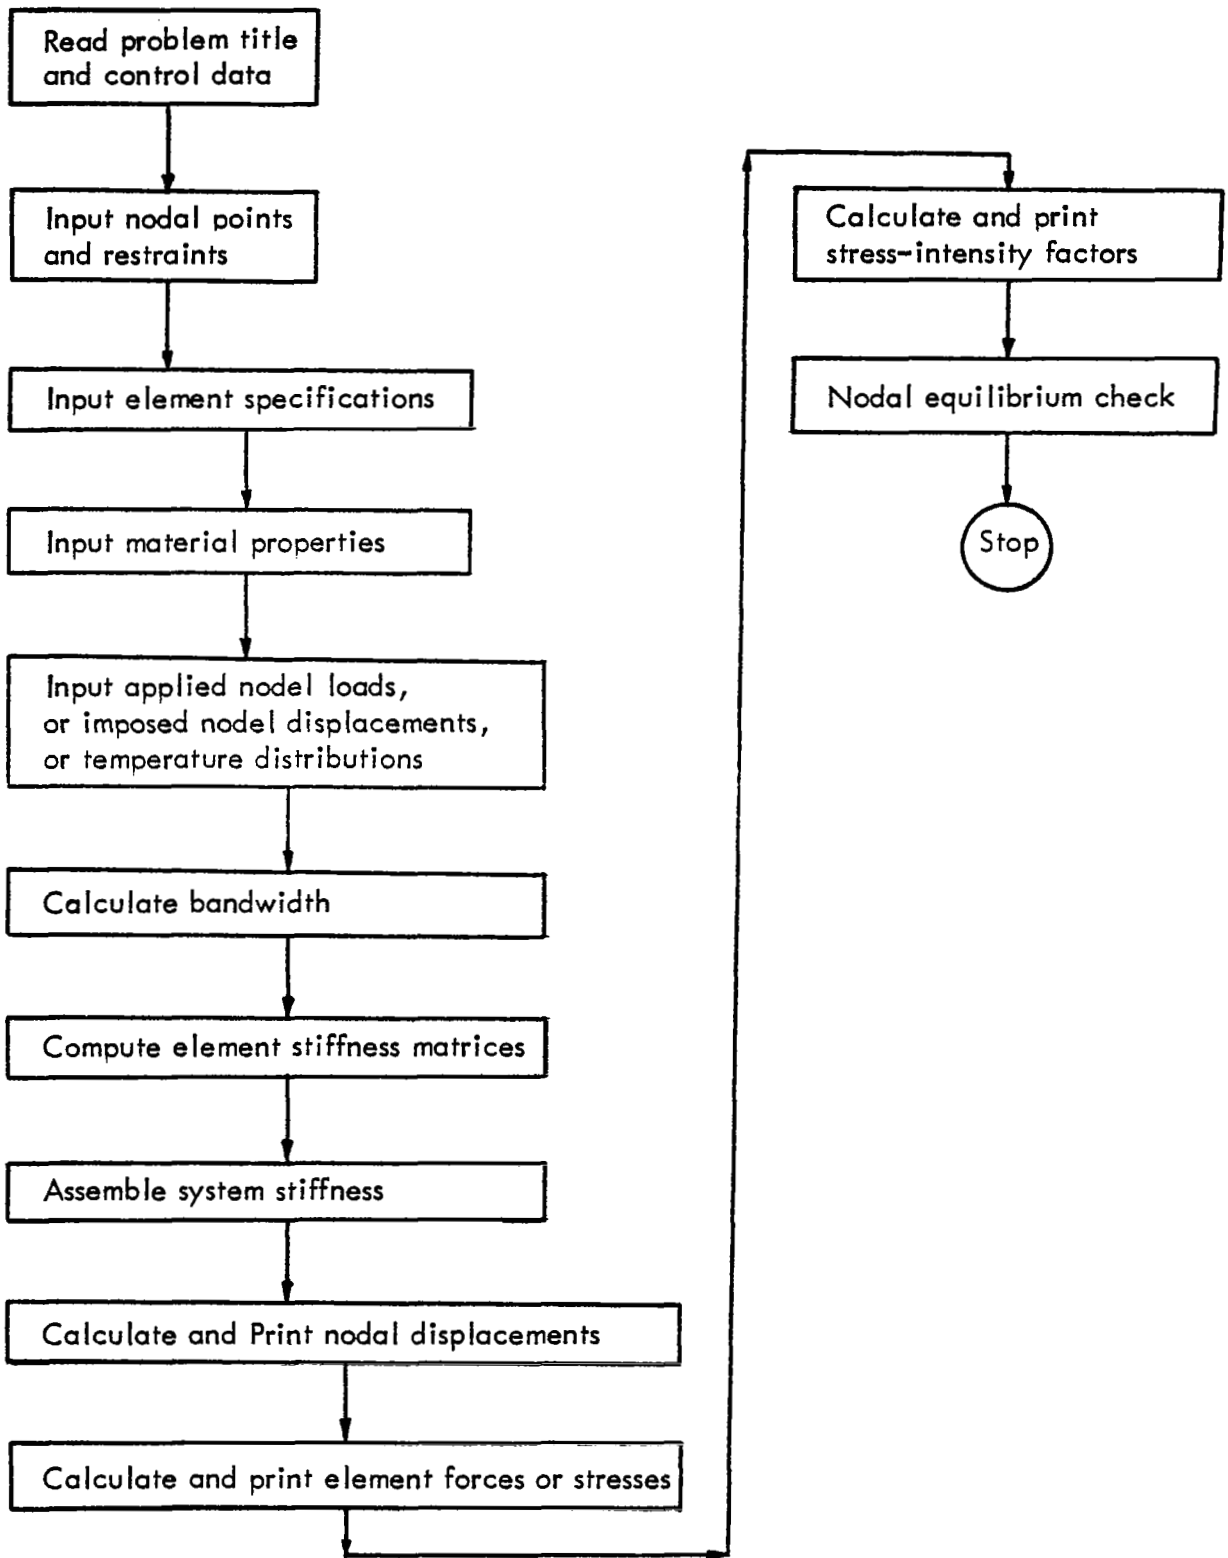 Read problem title
and control data
Input nodal points
and restraints
Input element specifications
Input material properties
Input applied nodel loads,
or imposed nodel displacements,
or temperature distributions
Calculate bandwidth
Compute element stiffness matrices
Assemble system stiffness
Calculate and Print nodal displacements
Calculate and print element forces or stresses
Calculate and print
stress-intensity factors
Nodal equilibrium check
Stop